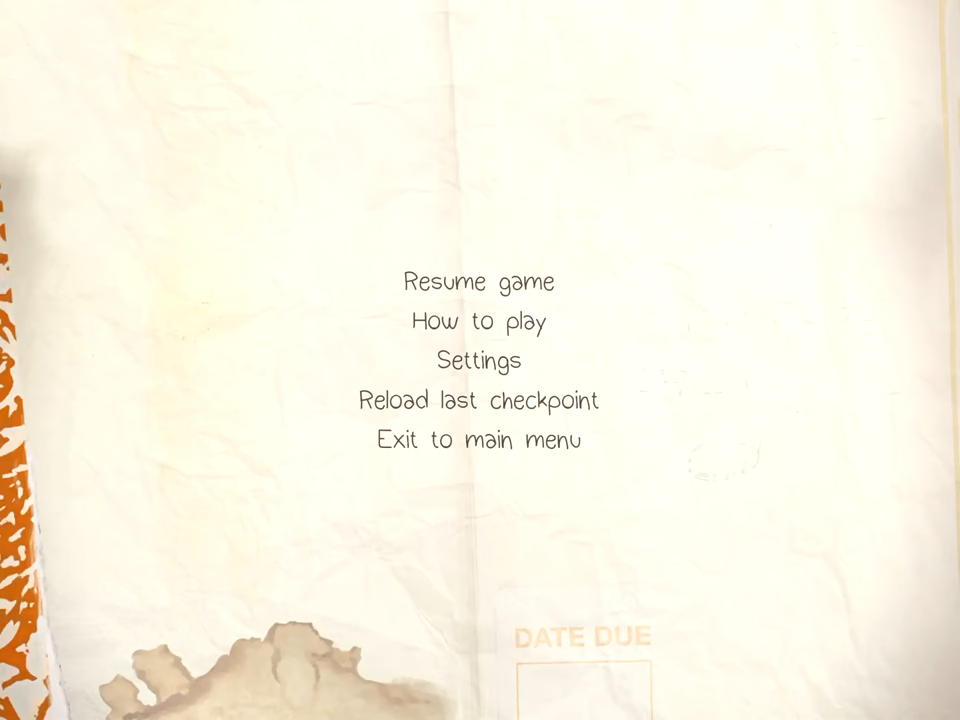 Resume game
How to play
Settings
Reload last checkpoint
Exit to main menu
DATE DUE